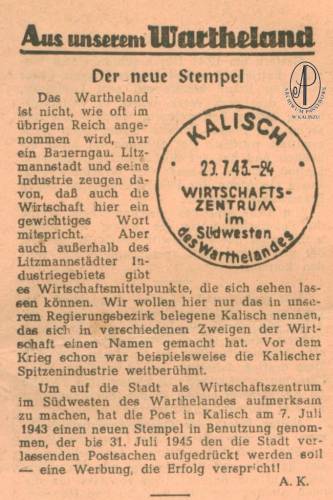 Aus unserem Wartheland
ARCHIWUM PAŃSTWOWE
W KALISZU
Der neue Stempel
Das Wartheland
ist nicht, wie oft im
übrigen Reich ange-
nommen wird, nur
ein Bauerngau. Litz-
mannstadt und seine
Industrie zeugen da-
von, daß auch die
Wirtschaft hier ein
gewichtiges Wort
mitspricht. Aber
auch außerhalb des
Litzmannstädter In-
dustriegebiets gibt
KALISCH
20.7.43.-24
WIRTSCHAFTS-
ZENTRUM
im
Südwesten
des Warthelandes
es Wirtschaftsmittelpunkte, die sich sehen las-
sen können. Wir wollen hier nur das in unse-
rem Regierungsbezirk belegene Kalisch nennen,
das sich in verschiedenen Zweigen der Wirt-
schaft einen Namen gemacht hat. Vor dem
Krieg schon war beispielsweise die Kalischer
Spitzenindustrie weitberühmt.
Um auf die Stadt als Wirtschaftszentrum
im Südwesten des Warthelandes aufmerksam
zu machen, hat die Post in Kalisch am 7. Juli
1943 einen neuen Stempel in Benutzung genom-
men, der bis 31. Juli 1945 den die Stadt ver-
lassenden Postsachen aufgedrückt werden soll
— eine Werbung, die Erfolg verspricht!
A. K.